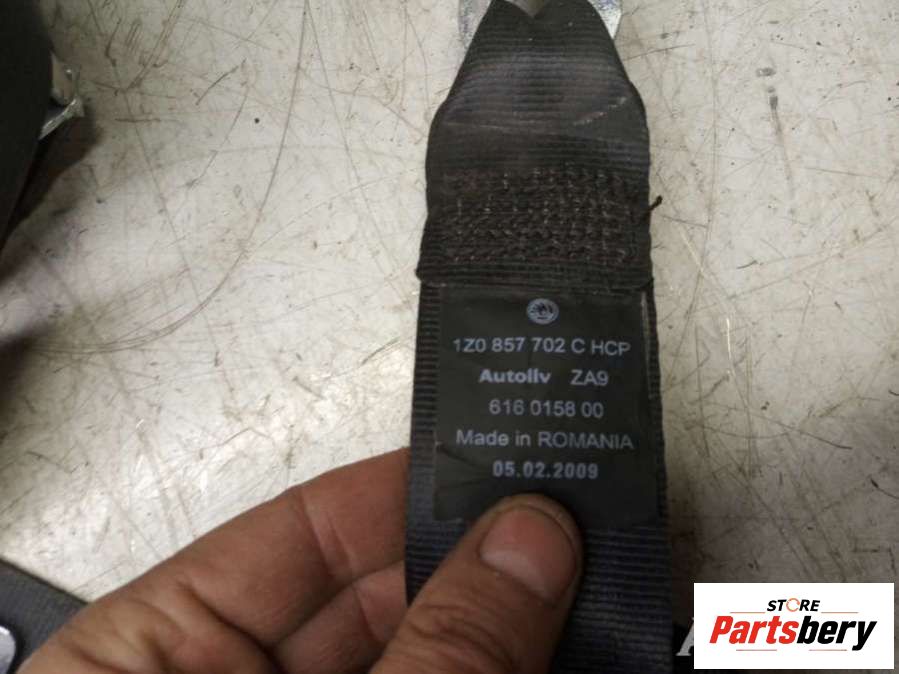 1Z0 857 702 C HCP
Autoliv ZA9
616 0158 00
Made in ROMANIA
05.02.2009
STORE
Partsbery